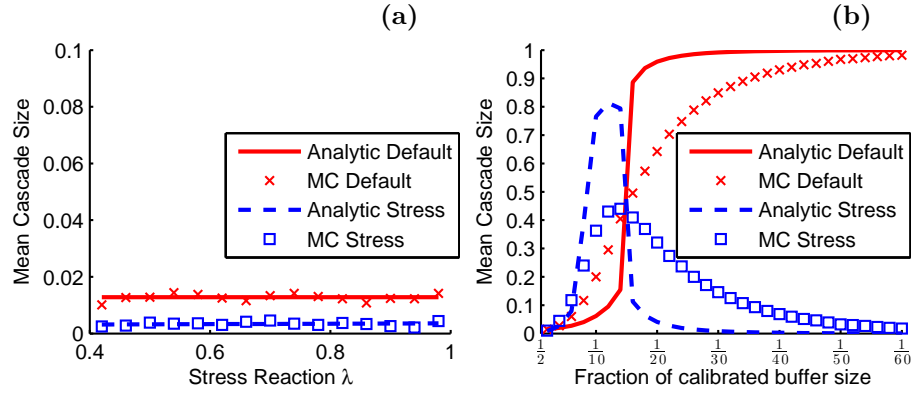 (a)
Mean Cascade Size
0.1
0.08
0.06
0.04
0.02
0
0.4
0.6
0.8
1
Stress Reaction λ
Analytic Default
MC Default
Analytic Stress
MC Stress
(b)
Mean Cascade Size
1
0.9
0.8
0.7
0.6
0.5
0.4
0.3
0.2
0.1
0
1/2
1/10
1/20
1/30
1/40
1/50
1/60
Fraction of calibrated buffer size
Analytic Default
MC Default
Analytic Stress
MC Stress